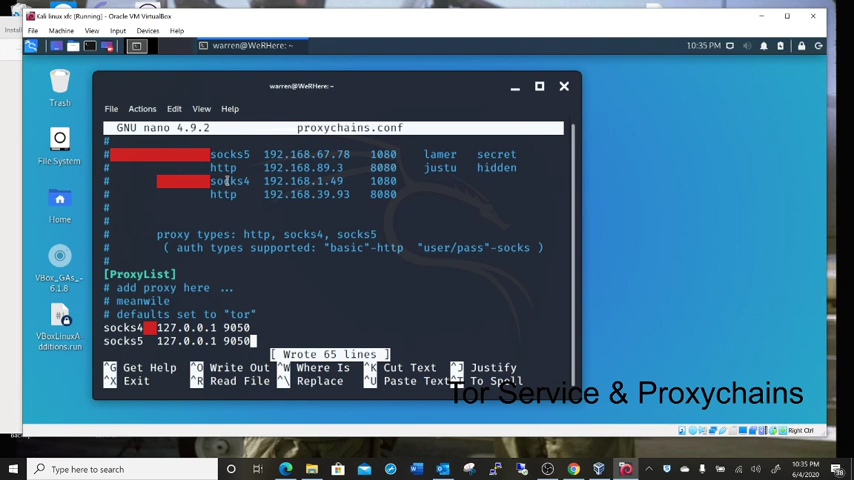 Kali linux xfc [Running] - Oracle VM VirtualBox
File Machine View Input Devices Help
warren@WeRHere: ~ 10:35 PM
Trash
File System
Home
VBox_GAs_
6.1.8
VBoxLinuxA
dditions.run
warren@WeRHere: ~
File Actions Edit View Help
GNU nano 4.9.2 proxychains.conf
#
# socks5 192.168.67.78 1080 lamer secret
# http 192.168.89.3 8080 justu hidden
# socks4 192.168.1.49 1080
# http 192.168.39.93 8080
#
#
# proxy types: http, socks4, socks5
# ( auth types supported: "basic"-http "user/pass"-socks )
#
[ProxyList]
# add proxy here ...
# meanwile
# defaults set to "tor"
socks4 127.0.0.1 9050
socks5 127.0.0.1 9050
[ Wrote 65 lines ]
^G Get Help ^O Write Out ^W Where Is ^K Cut Text ^J Justify
^X Exit ^R Read File ^\ Replace ^U Paste Text ^T To Spell
Tor Service & Proxychains
Right Ctrl
Type here to search
10:35 PM
6/4/2020
38